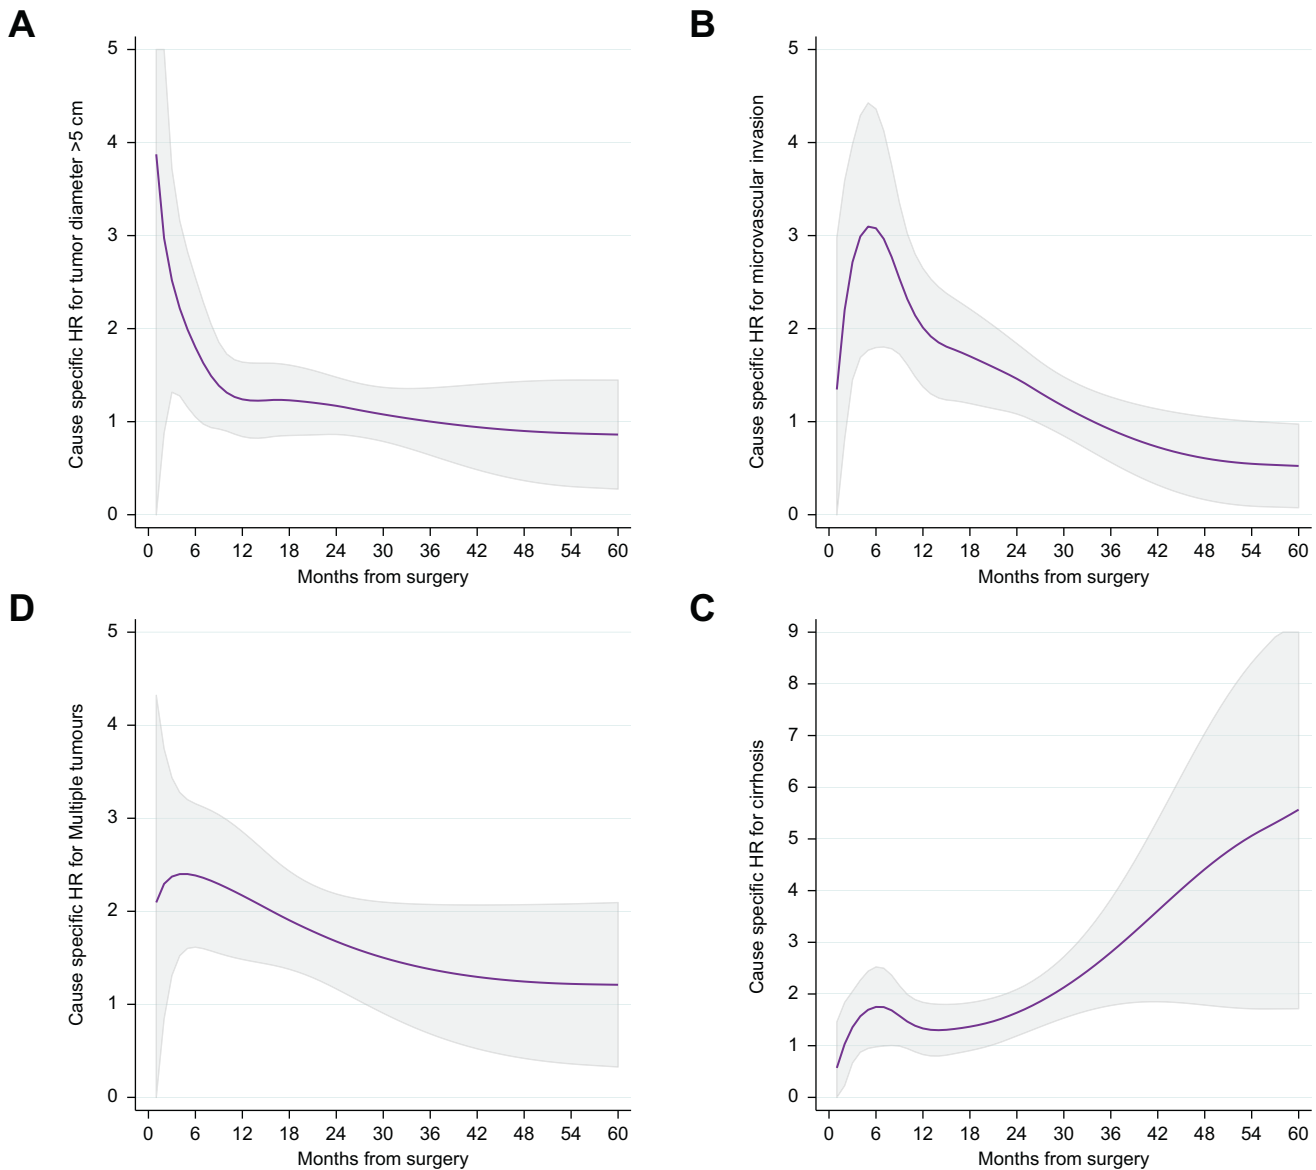 A
Cause specific HR for tumor diameter >5 cm
5
4
3
2
1
0
0 6 12 18 24 30 36 42 48 54 60
Months from surgery
B
Cause specific HR for microvascular invasion
5
4
3
2
1
0
0 6 12 18 24 30 36 42 48 54 60
Months from surgery
D
Cause specific HR for Multiple tumours
5
4
3
2
1
0
0 6 12 18 24 30 36 42 48 54 60
Months from surgery
C
Cause specific HR for cirrhosis
9
8
7
6
5
4
3
2
1
0
0 6 12 18 24 30 36 42 48 54 60
Months from surgery